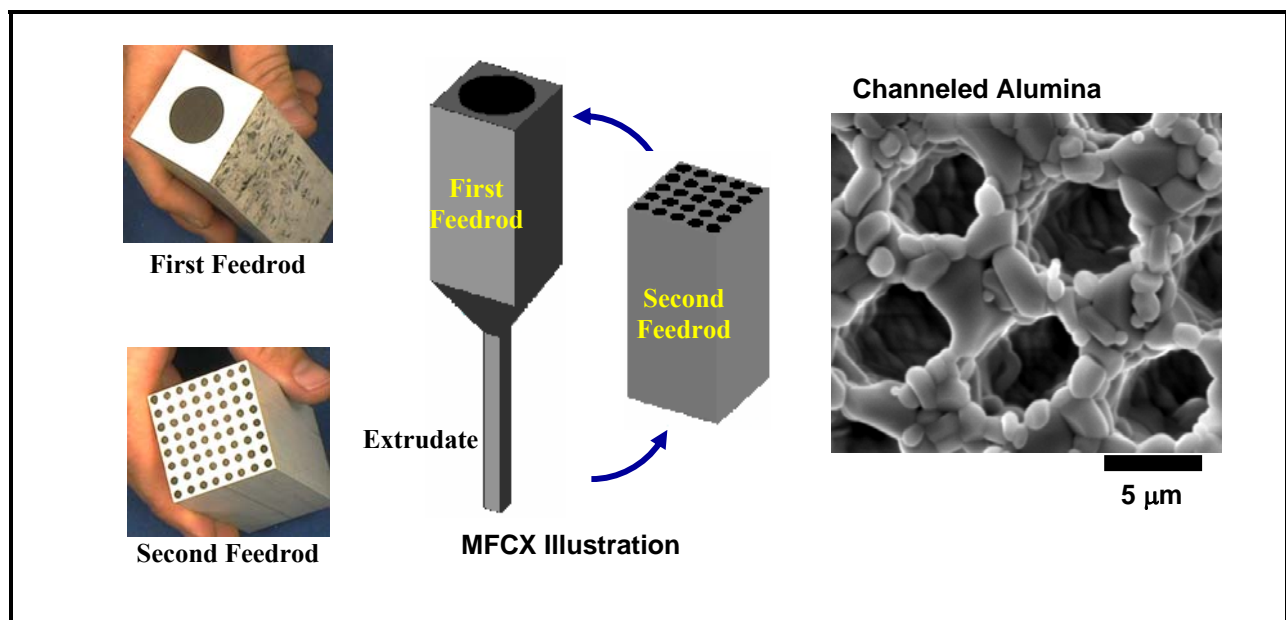 First Feedrod
Second Feedrod
First
Feedrod
Extrudate
Second
Feedrod
MFCX Illustration
Channeled Alumina
5 μm